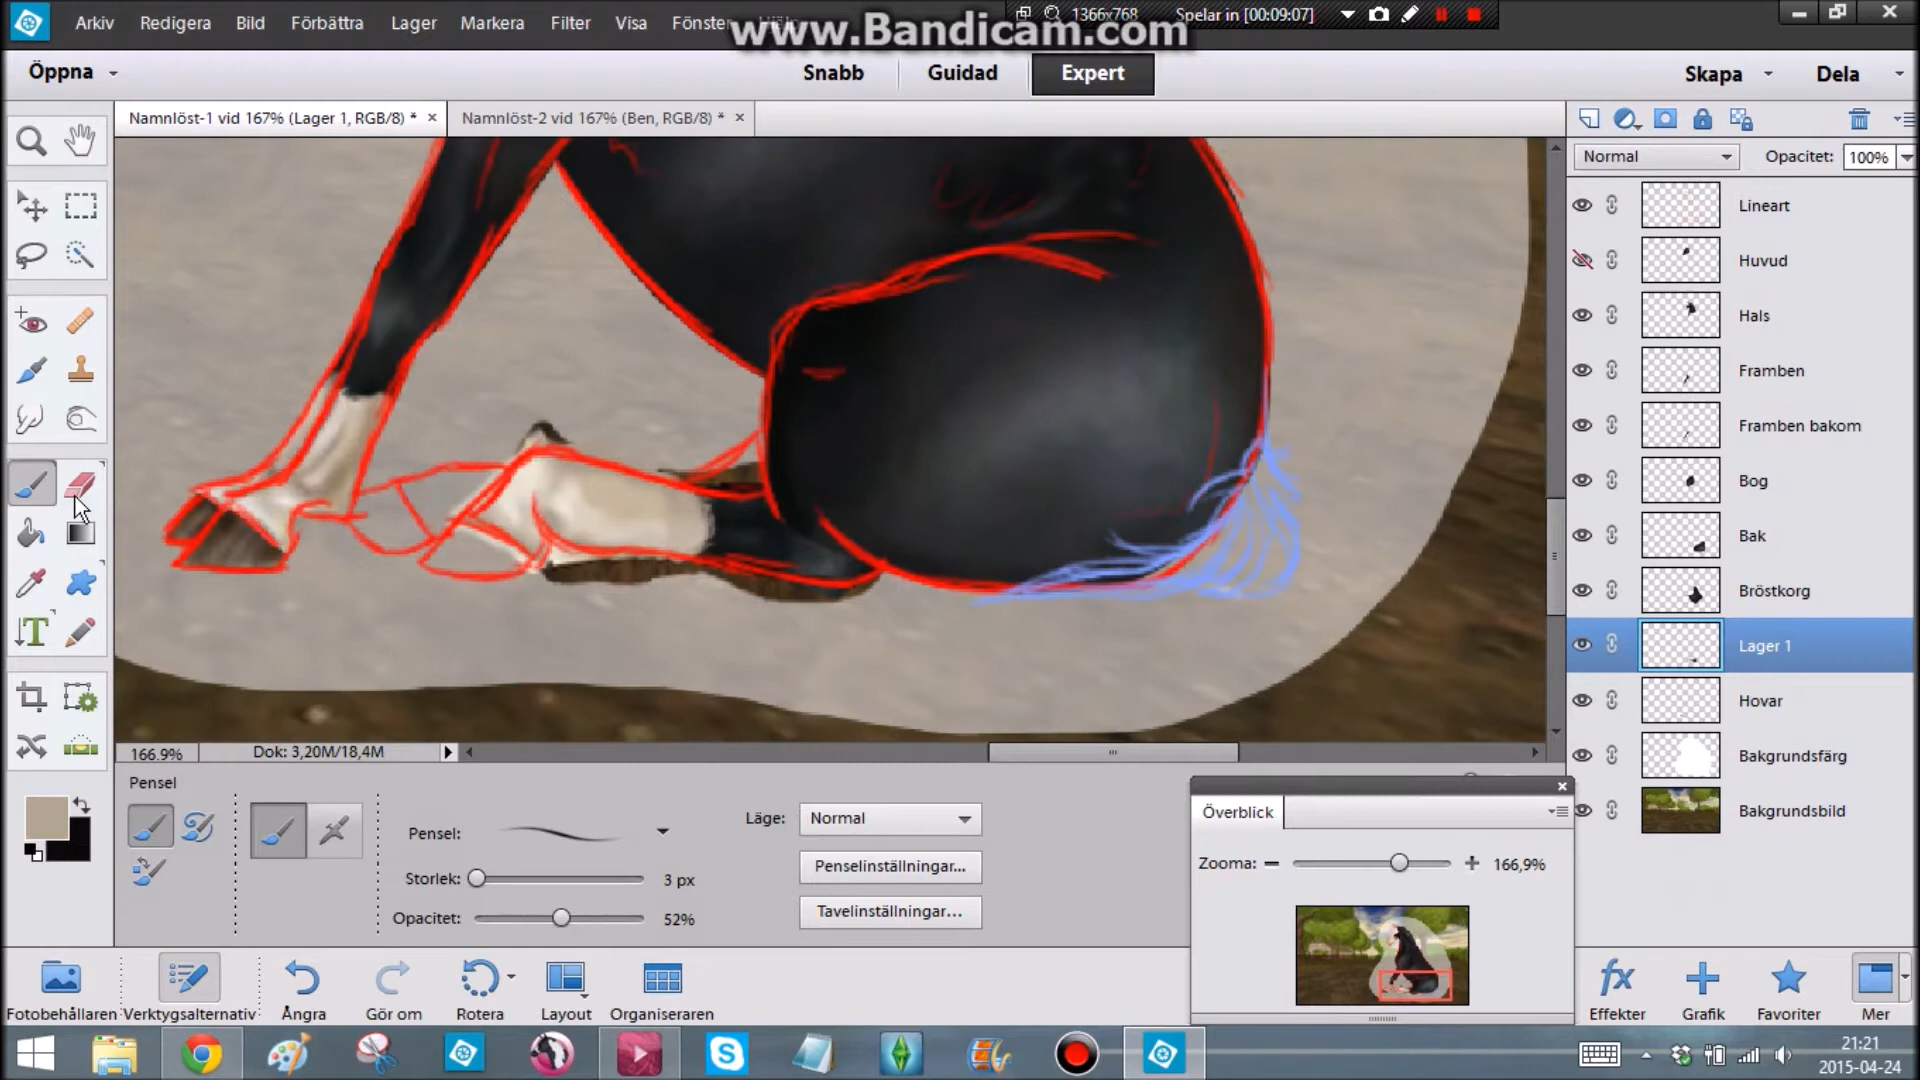 Arkiv Redigera Bild Förbättra Lager Markera Filter Visa Fönster Hjälp
1366x768 Spelar in [00:09:07]
www.Bandicam.com
Öppna Snabb Guidad Expert Skapa Dela
Namnlöst-1 vid 167% (Lager 1, RGB/8) * Namnlöst-2 vid 167% (Ben, RGB/8) *
Normal Opacitet: 100%
Lineart
Huvud
Hals
Framben
Framben bakom
Bog
Bak
Bröstkorg
Lager 1
Hovar
Bakgrundsfärg
Bakgrundsbild
166.9% Dok: 3,20M/18,4M
Pensel
Pensel:
Storlek: 3 px
Opacitet: 52%
Läge: Normal
Penselinställningar...
Tavelinställningar...
Överblick
Zooma: 166,9%
Fotobehållaren Verktygsalternativ Ångra Gör om Rotera Layout Organiseraren Effekter Grafik Favoriter Mer
21:21
2015-04-24